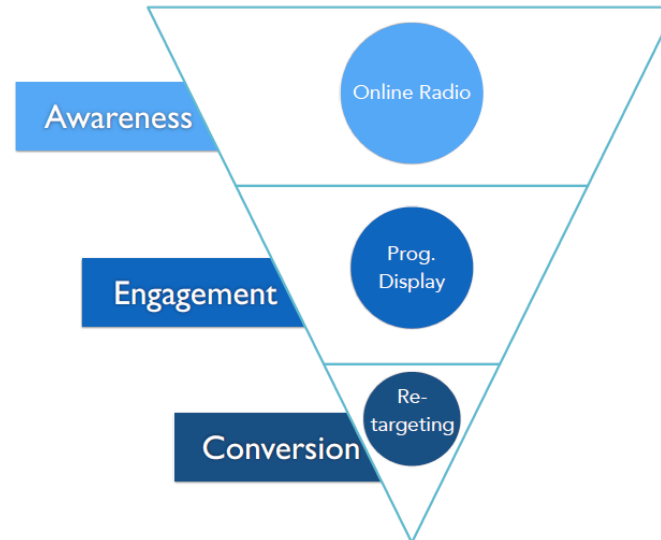 Online Radio
Awareness
Prog.
Display
Engagement
Re-
targeting
Conversion